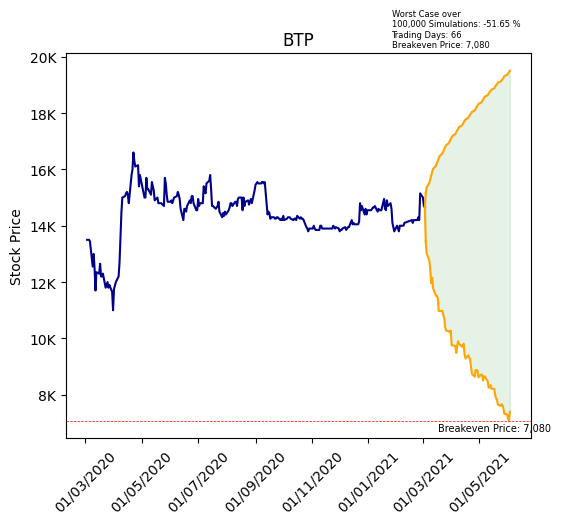 Worst Case over
100,000 Simulations: -51.65 %
Trading Days: 66
Breakeven Price: 7,080
BTP
Stock Price
20K
18K
16K
14K
12K
10K
8K
Breakeven Price: 7,080
01/03/2020
01/05/2020
01/07/2020
01/09/2020
01/11/2020
01/01/2021
01/03/2021
01/05/2021